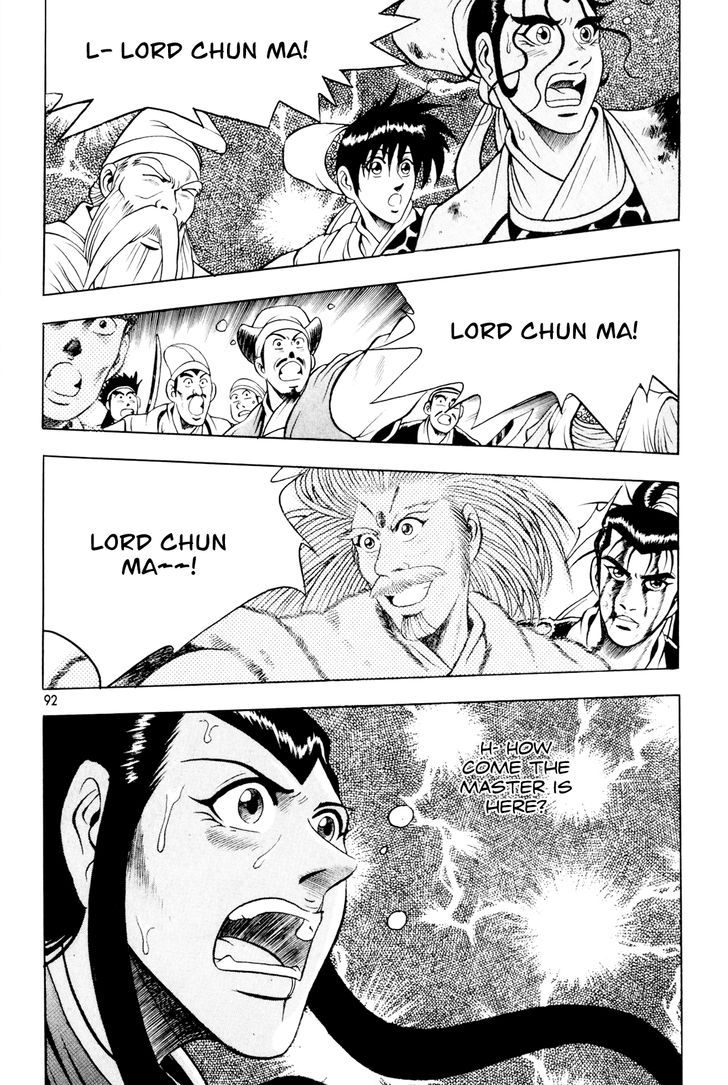 L- LORD CHUN MA!
LORD CHUN MA!
LORD CHUN
MA~~!
92
H- HOW
COME THE
MASTER IS
HERE?